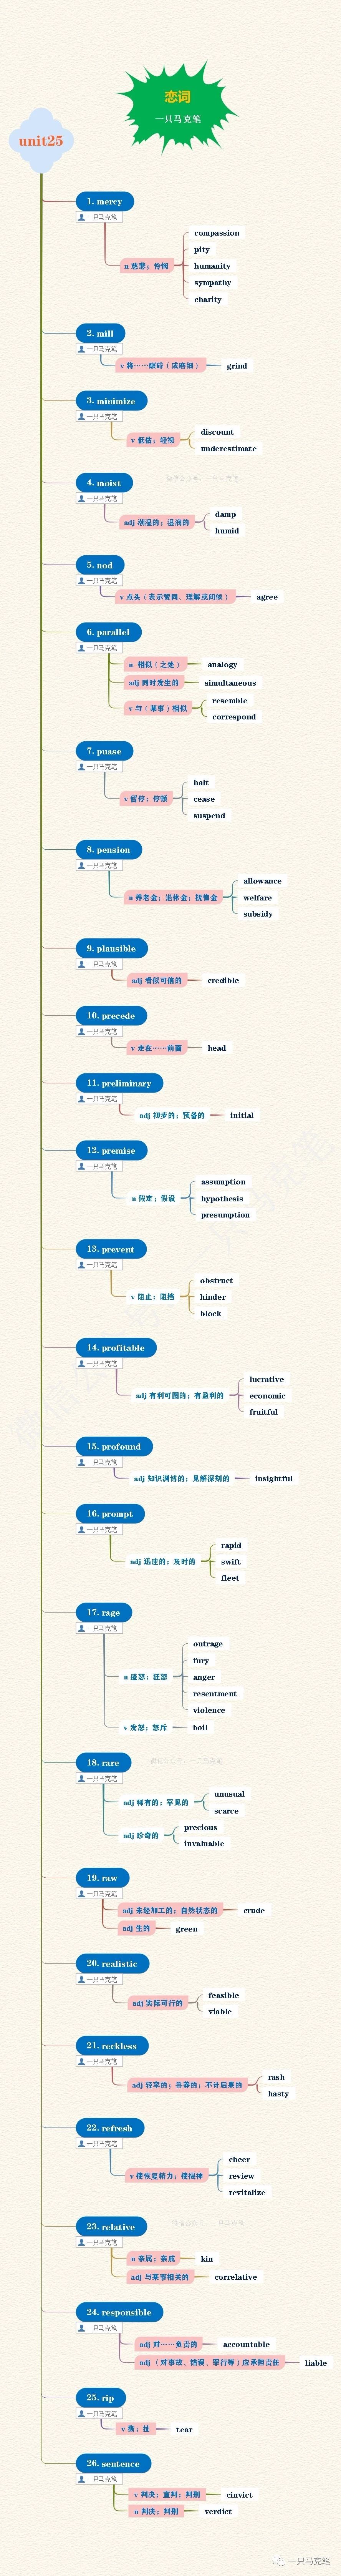 恋词
一只马克笔
unit25
1. mercy
一只马克笔
n 慈悲；怜悯
compassion
pity
humanity
sympathy
charity
2. mill
一只马克笔
v 将……碾碎（或磨细）
grind
3. minimize
一只马克笔
v 低估；轻视
discount
underestimate
4. moist
一只马克笔
adj 潮湿的；湿润的
damp
humid
5. nod
一只马克笔
v 点头（表示赞同、理解或问候）
agree
6. parallel
一只马克笔
n 相似（之处）
analogy
adj 同时发生的
simultaneous
v 与（某事）相似
resemble
correspond
7. puase
一只马克笔
v 暂停；停顿
halt
cease
suspend
8. pension
一只马克笔
n 养老金；退休金；抚恤金
allowance
welfare
subsidy
9. plausible
一只马克笔
adj 看似可信的
credible
10. precede
一只马克笔
v 走在……前面
head
11. preliminary
一只马克笔
adj 初步的；预备的
initial
12. premise
一只马克笔
n 假定；假设
assumption
hypothesis
presumption
13. prevent
一只马克笔
v 阻止；阻挡
obstruct
hinder
block
14. profitable
一只马克笔
adj 有利可图的；有盈利的
lucrative
economic
fruitful
15. profound
一只马克笔
adj 知识渊博的；见解深刻的
insightful
16. prompt
一只马克笔
adj 迅速的；及时的
rapid
swift
fleet
17. rage
一只马克笔
n 盛怒；狂怒
outrage
fury
anger
resentment
violence
v 发怒；怒斥
boil
18. rare
一只马克笔
adj 稀有的；罕见的
unusual
scarce
adj 珍奇的
precious
invaluable
19. raw
一只马克笔
adj 未经加工的；自然状态的
crude
adj 生的
green
20. realistic
一只马克笔
adj 实际可行的
feasible
viable
21. reckless
一只马克笔
adj 轻率的；鲁莽的；不计后果的
rash
hasty
22. refresh
一只马克笔
v 使恢复精力；使提神
cheer
review
revitalize
23. relative
一只马克笔
n 亲属；亲戚
kin
adj 与某事相关的
correlative
24. responsible
一只马克笔
adj 对……负责的
accountable
adj （对事故、错误、罪行等）应承担责任
liable
25. rip
一只马克笔
v 撕；扯
tear
26. sentence
一只马克笔
v 判决；宣判；判刑
cinvict
n 判决；判刑
verdict
一只马克笔